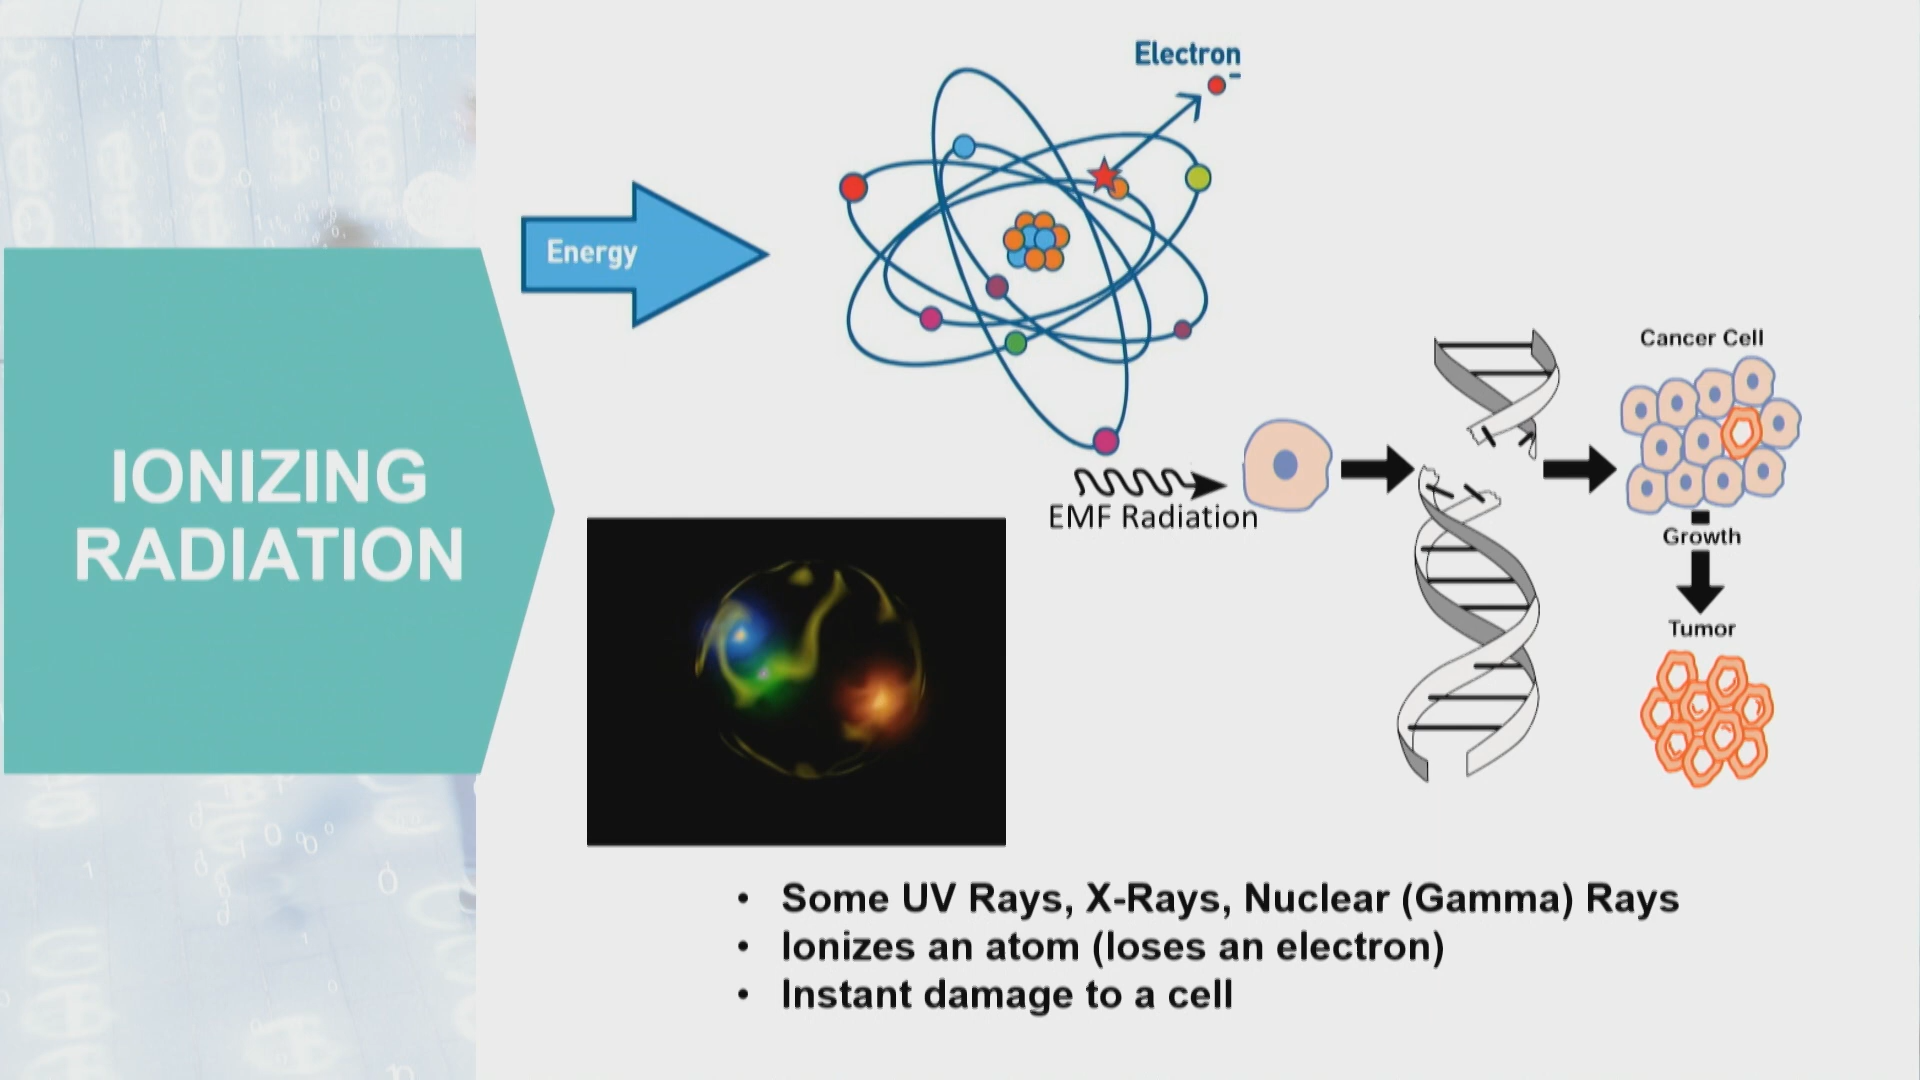 IONIZING
RADIATION
Electron
Energy
EMF Radiation
Cancer Cell
Growth
Tumor
• Some UV Rays, X-Rays, Nuclear (Gamma) Rays
• Ionizes an atom (loses an electron)
• Instant damage to a cell